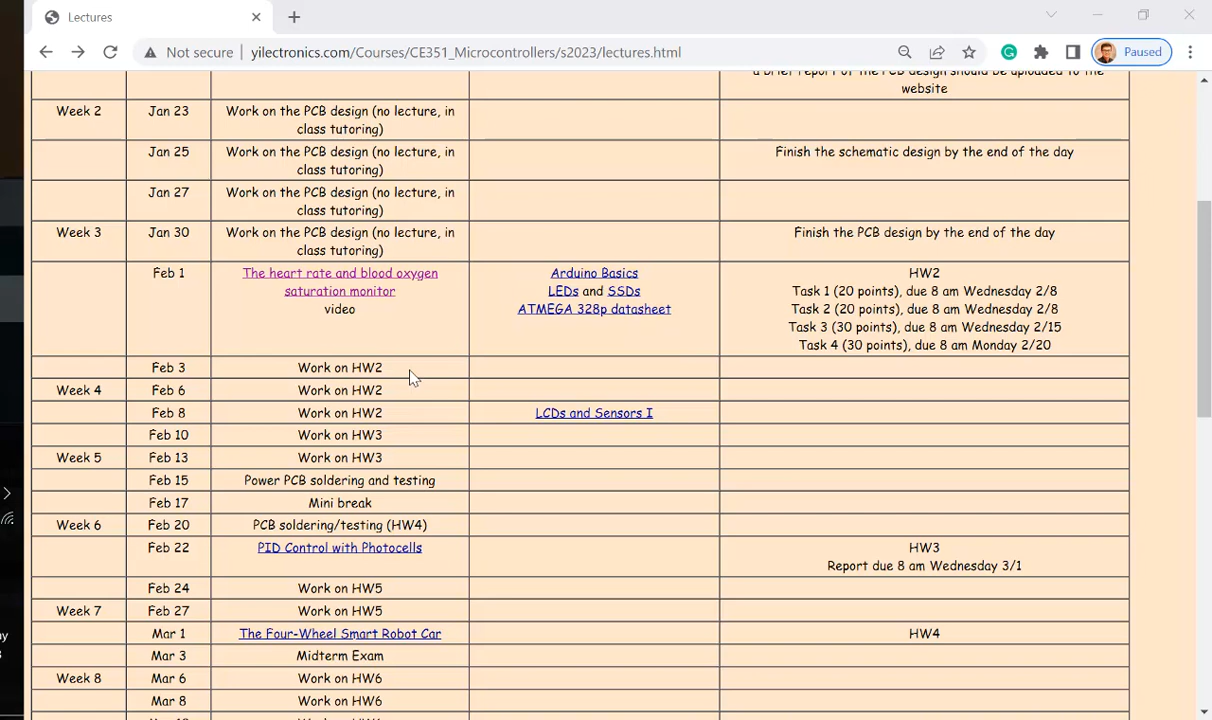 Lectures
Not secure
yilectronics.com/Courses/CE351_Microcontrollers/s2023/lectures.html
Paused
a brief report of the PCB design should be uploaded to the
website
Week 2 Jan 23 Work on the PCB design (no lecture, in
class tutoring)
Jan 25 Work on the PCB design (no lecture, in Finish the schematic design by the end of the day
class tutoring)
Jan 27 Work on the PCB design (no lecture, in
class tutoring)
Week 3 Jan 30 Work on the PCB design (no lecture, in Finish the PCB design by the end of the day
class tutoring)
Feb 1 The heart rate and blood oxygen Arduino Basics HW2
saturation monitor LEDs and SSDs Task 1 (20 points), due 8 am Wednesday 2/8
video ATMEGA 328p datasheet Task 2 (20 points), due 8 am Wednesday 2/8
Task 3 (30 points), due 8 am Wednesday 2/15
Task 4 (30 points), due 8 am Monday 2/20
Feb 3 Work on HW2
Week 4 Feb 6 Work on HW2
Feb 8 Work on HW2 LCDs and Sensors I
Feb 10 Work on HW3
Week 5 Feb 13 Work on HW3
Feb 15 Power PCB soldering and testing
Feb 17 Mini break
Week 6 Feb 20 PCB soldering/testing (HW4)
Feb 22 PID Control with Photocells HW3
Report due 8 am Wednesday 3/1
Feb 24 Work on HW5
Week 7 Feb 27 Work on HW5
Mar 1 The Four-Wheel Smart Robot Car HW4
Mar 3 Midterm Exam
Week 8 Mar 6 Work on HW6
Mar 8 Work on HW6